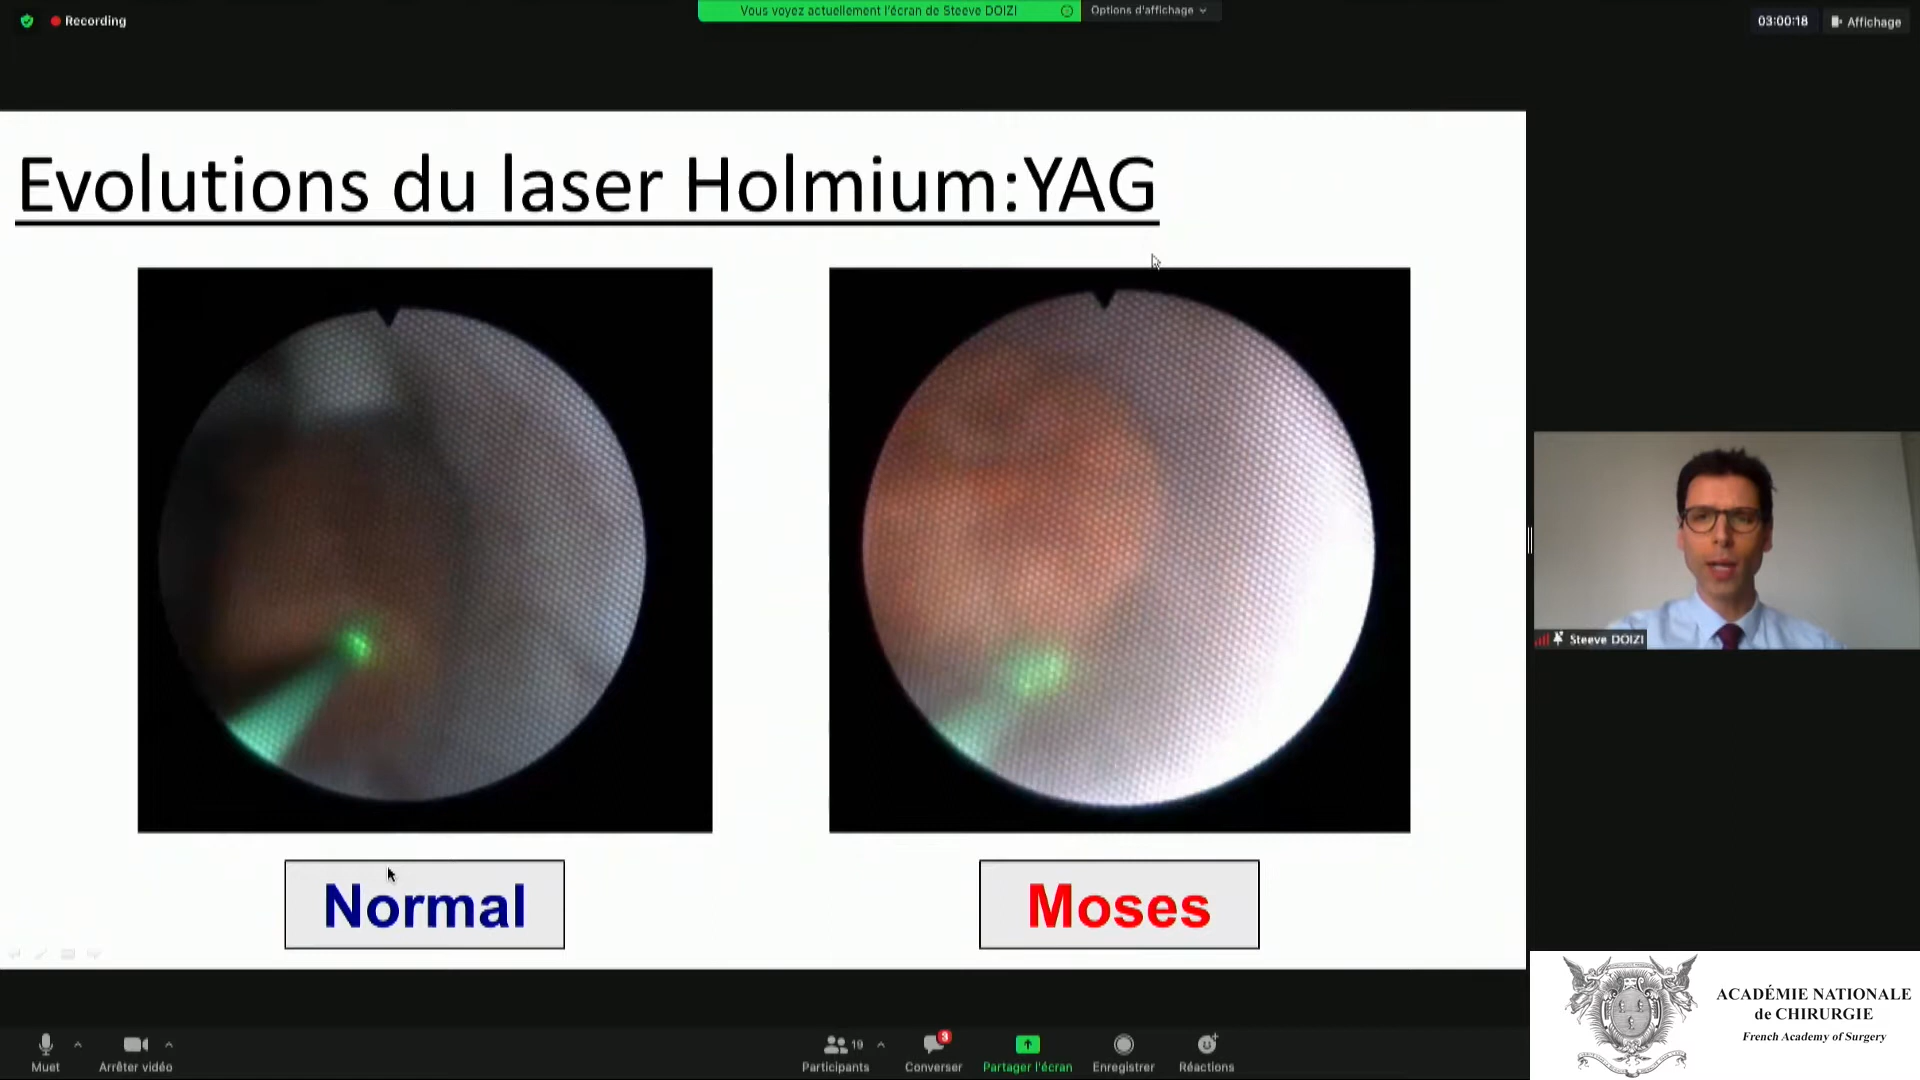 Recording
Vous voyez actuellement l'écran de Steeve DOIZI
Options d'affichage
03:00:18
Affichage
Evolutions du laser Holmium:YAG
Normal
Moses
Steeve DOIZI
ACADÉMIE NATIONALE
de CHIRURGIE
French Academy of Surgery
Muet
Arrêter vidéo
Participants
19
Converser
3
Partager l'écran
Enregistrer
Réactions